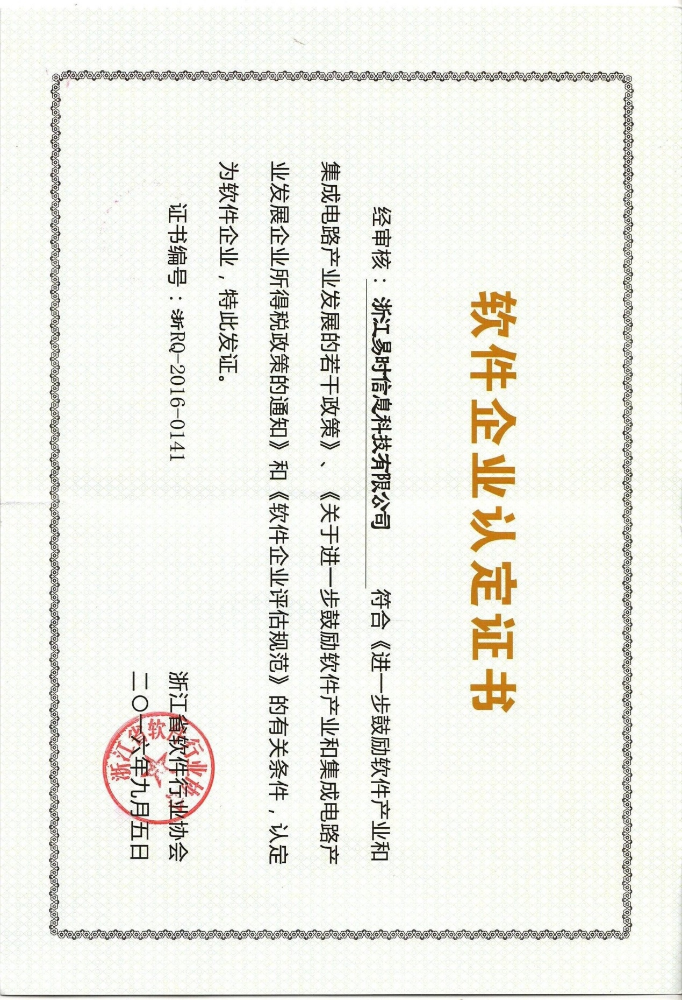 软件企业认定证书
经审核：浙江易时信息科技有限公司 符合《进一步鼓励软件产业和
集成电路产业发展的若干政策》、《关于进一步鼓励软件产业和集成电路产
业发展企业所得税政策的通知》和《软件企业评估规范》的有关条件，认定
为软件企业，特此发证。
证书编号：浙RQ-2016-0141
浙江省软件行业协会
二〇一六年九月五日
浙江省软件行业协会